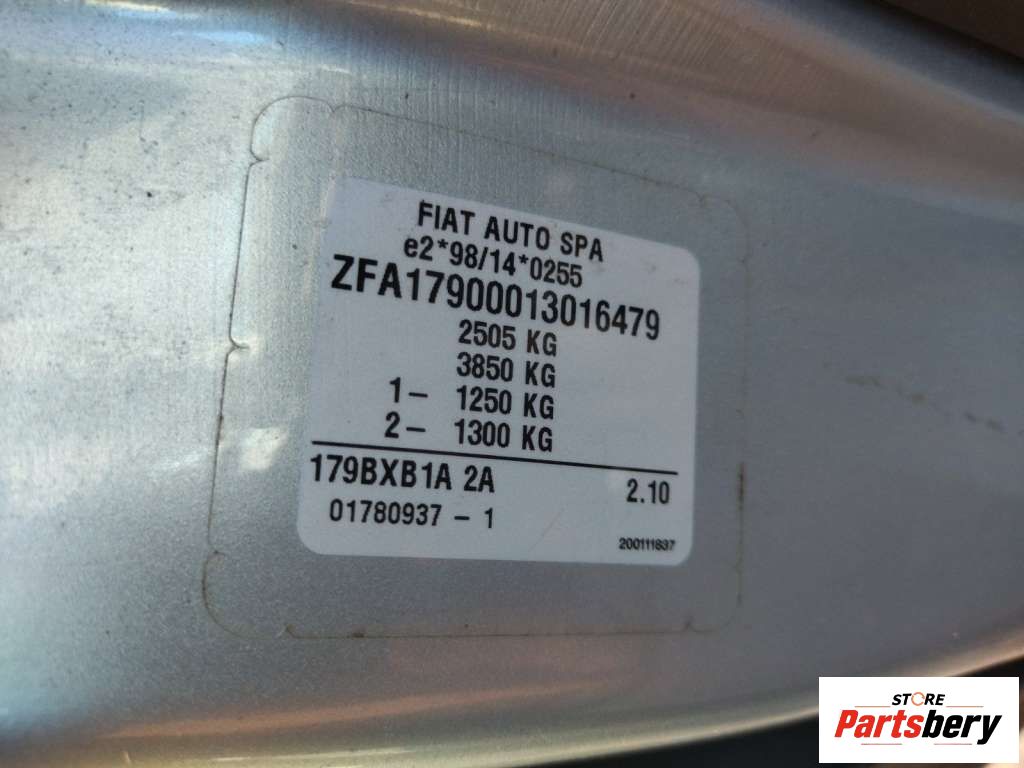 FIAT AUTO SPA
e2*98/14*0255
ZFA17900013016479
2505 KG
3850 KG
1- 1250 KG
2- 1300 KG
179BXB1A 2A 2.10
01780937 - 1
200111837
STORE
Partsbery